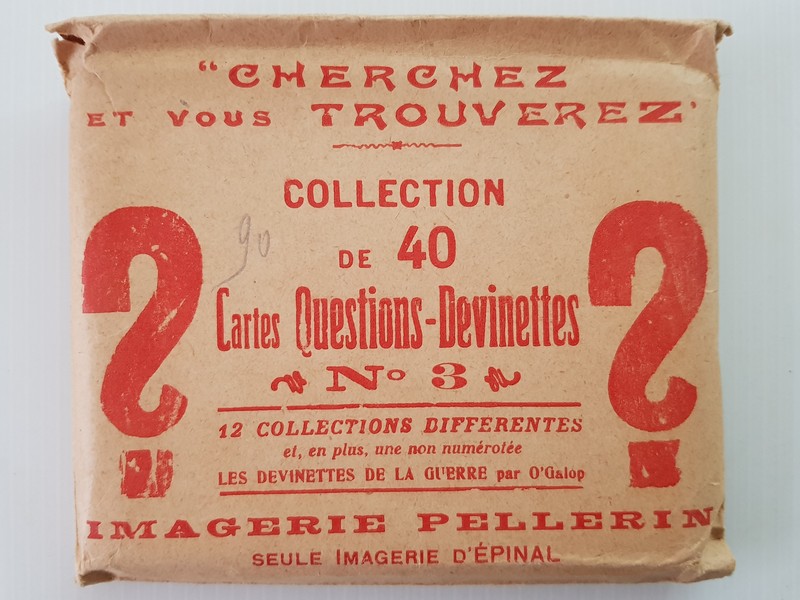 "CHERCHEZ
ET VOUS TROUVEREZ'
COLLECTION
DE 40
90
Cartes Questions-Devinettes
? No 3 ?
12 COLLECTIONS DIFFERENTES
et, en plus, une non numérotée
LES DEVINETTES DE LA GUERRE par O'Galop
IMAGERIE PELLERIN
SEULE IMAGERIE D'ÉPINAL